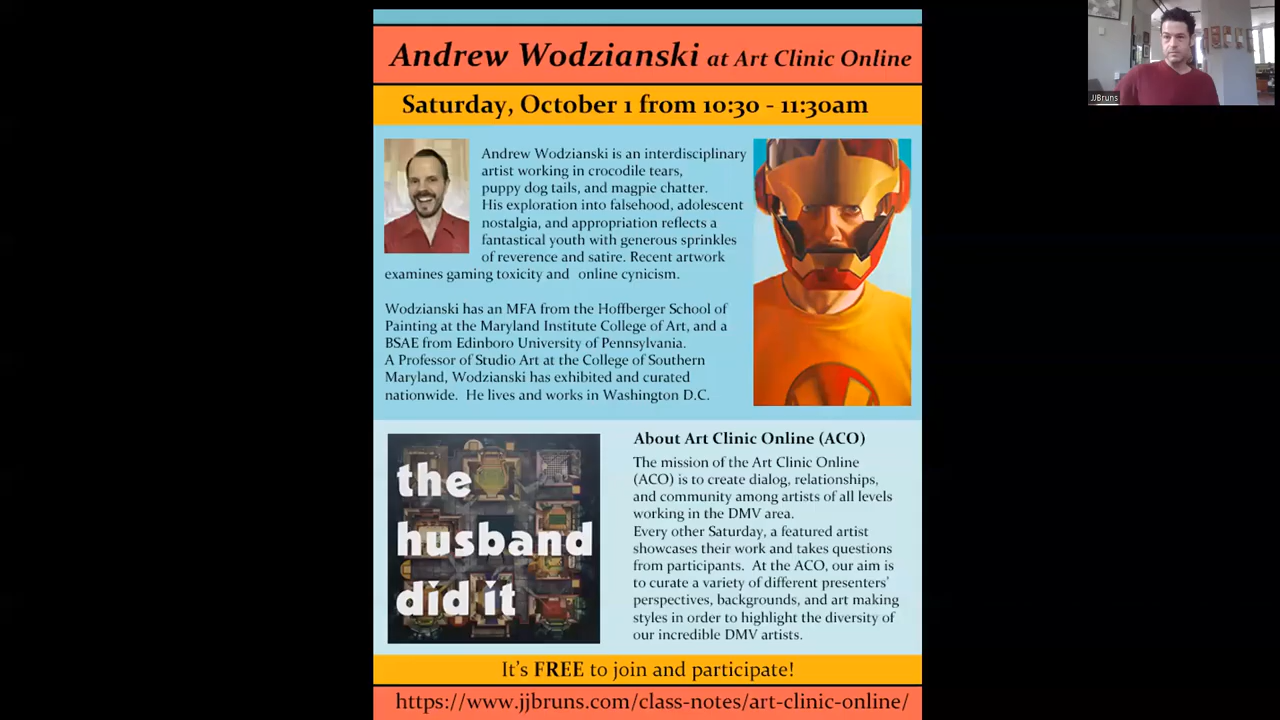 Andrew Wodzianski at Art Clinic Online
Saturday, October 1 from 10:30 - 11:30am
Andrew Wodzianski is an interdisciplinary
artist working in crocodile tears,
puppy dog tails, and magpie chatter.
His exploration into falsehood, adolescent
nostalgia, and appropriation reflects a
fantastical youth with generous sprinkles
of reverence and satire. Recent artwork
examines gaming toxicity and online cynicism.
Wodzianski has an MFA from the Hoffberger School of
Painting at the Maryland Institute College of Art, and a
BSAE from Edinboro University of Pennsylvania.
A Professor of Studio Art at the College of Southern
Maryland, Wodzianski has exhibited and curated
nationwide. He lives and works in Washington D.C.
the
husband
did it
About Art Clinic Online (ACO)
The mission of the Art Clinic Online
(ACO) is to create dialog, relationships,
and community among artists of all levels
working in the DMV area.
Every other Saturday, a featured artist
showcases their work and takes questions
from participants. At the ACO, our aim is
to curate a variety of different presenters'
perspectives, backgrounds, and art making
styles in order to highlight the diversity of
our incredible DMV artists.
It's FREE to join and participate!
https://www.jjbruns.com/class-notes/art-clinic-online/
JJBruns